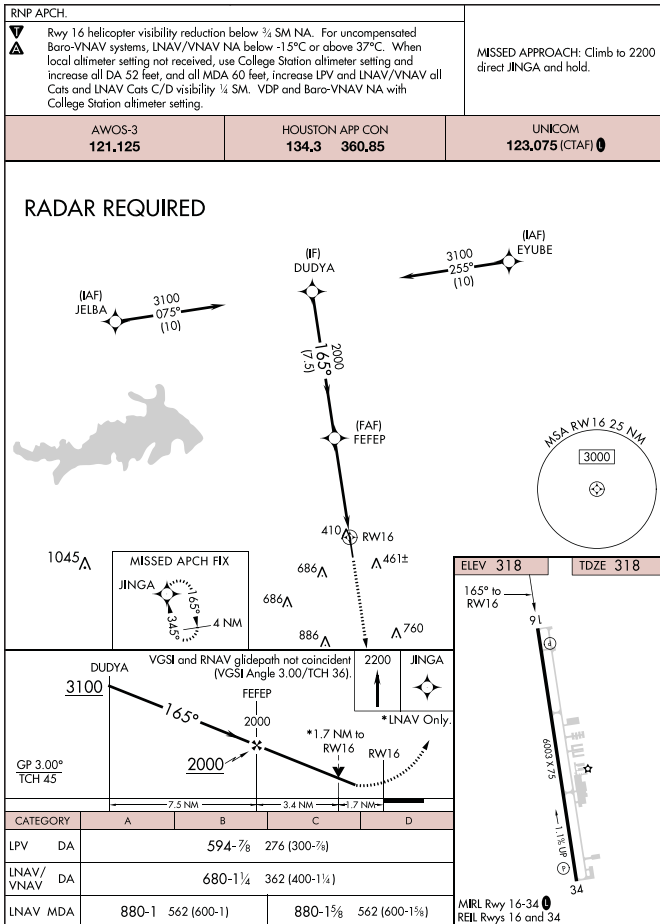 RNP APCH.
T
A
Rwy 16 helicopter visibility reduction below ¾ SM NA. For uncompensated
Baro-VNAV systems, LNAV/VNAV NA below -15°C or above 37°C. When
local altimeter setting not received, use College Station altimeter setting and
increase all DA 52 feet, and all MDA 60 feet, increase LPV and LNAV/VNAV all
Cats and LNAV Cats C/D visibility ¼ SM. VDP and Baro-VNAV NA with
College Station altimeter setting.
MISSED APPROACH: Climb to 2200
direct JINGA and hold.
AWOS-3
121.125
HOUSTON APP CON
134.3 360.85
UNICOM
123.075 (CTAF) L
RADAR REQUIRED
(IAF)
JELBA
3100
075°
(10)
(IF)
DUDYA
3100
255°
(10)
(IAF)
EYUBE
2000
165°
(7.5)
(FAF)
FEFEP
MSA RW16 25 NM
3000
410
RW16
461±
1045
686
686
886
760
MISSED APCH FIX
JINGA
165°
345°
4 NM
ELEV 318
TDZE 318
165° to
RW16
16
P
6003 X 75
1.1% UP
P
34
MIRL Rwy 16-34 L
REIL Rwys 16 and 34
VGSI and RNAV glidepath not coincident
(VGSI Angle 3.00/TCH 36).
2200
JINGA
DUDYA
3100
165°
FEFEP
2000
2000
*LNAV Only.
*1.7 NM to
RW16
RW16
GP 3.00°
TCH 45
7.5 NM
3.4 NM
1.7 NM
CATEGORY A B C D
LPV DA 594-⅞ 276 (300-⅞)
LNAV/
VNAV DA 680-1¼ 362 (400-1¼)
LNAV MDA 880-1 562 (600-1) 880-1⅝ 562 (600-1⅝)